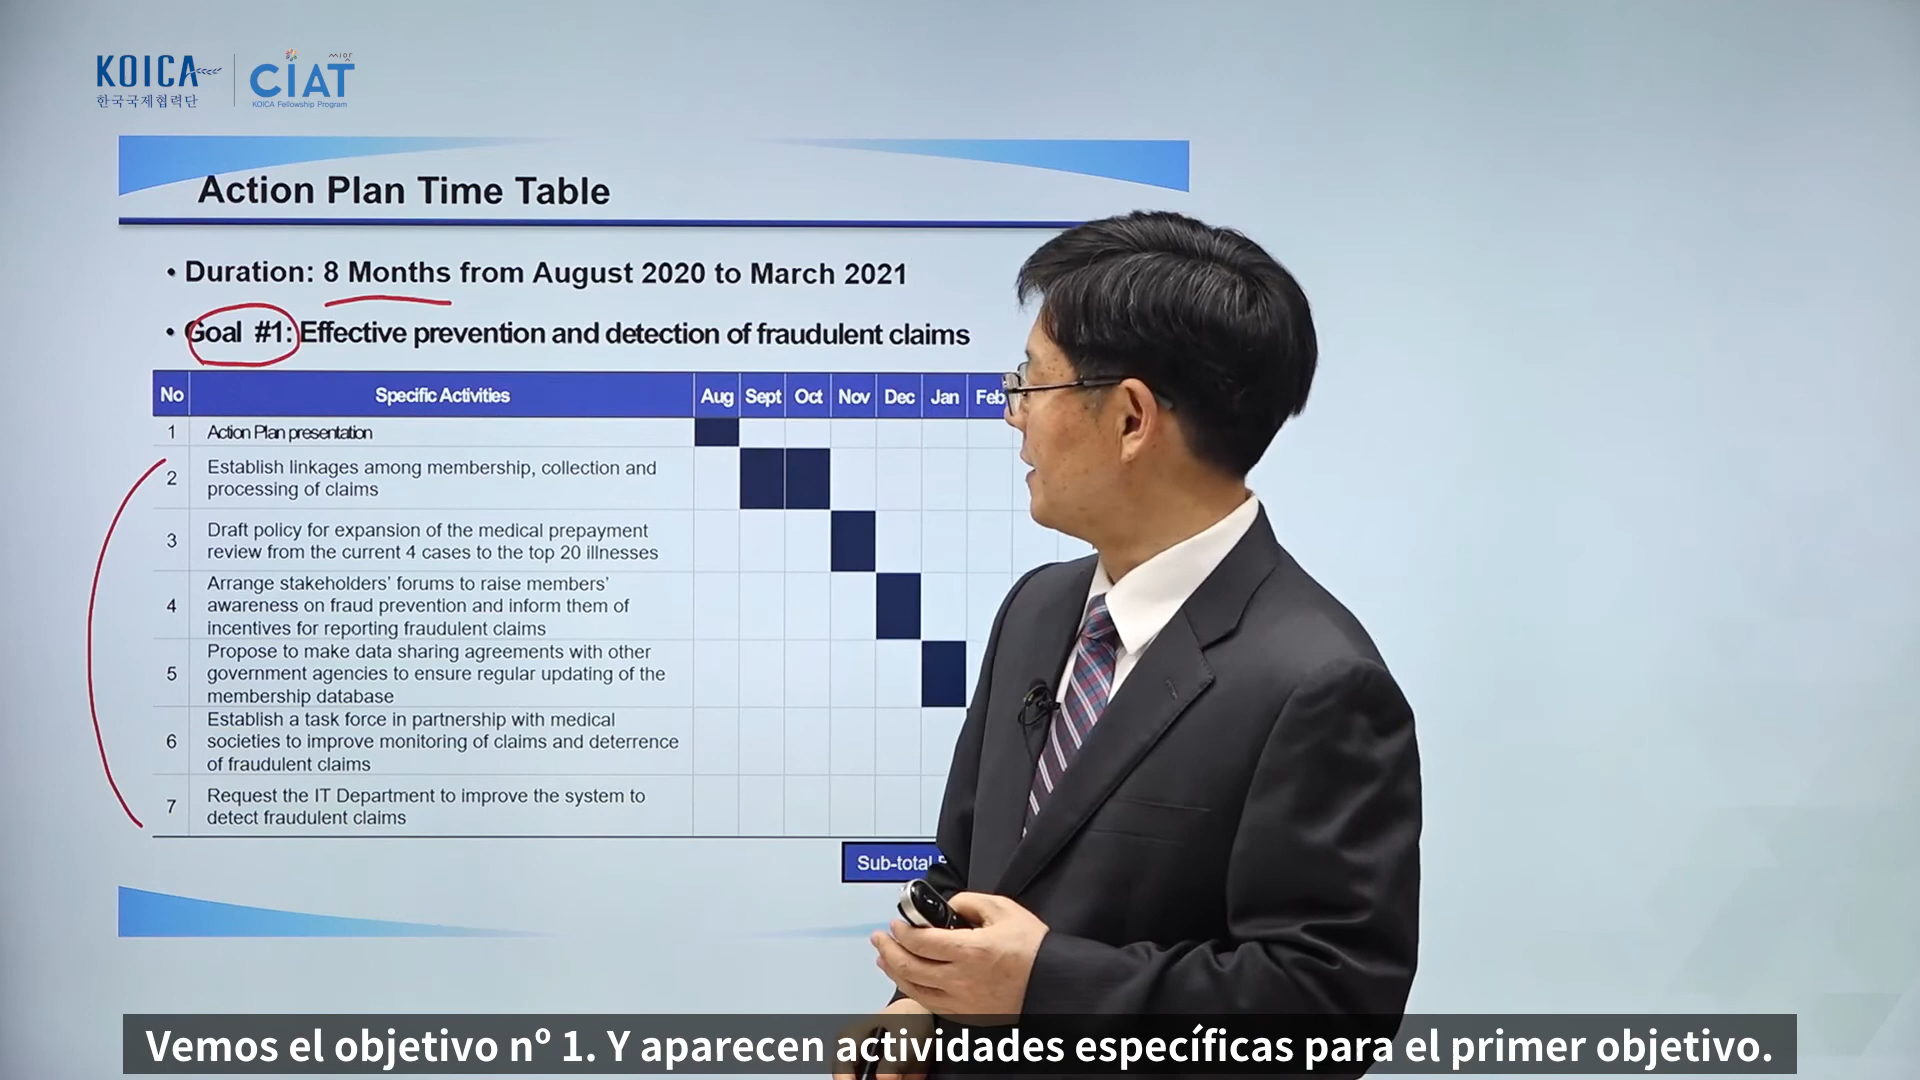 KOICA
한국국제협력단
CIAT
KOICA Fellowship Program
Action Plan Time Table
• Duration: 8 Months from August 2020 to March 2021
• Goal #1: Effective prevention and detection of fraudulent claims
No Specific Activities Aug Sept Oct Nov Dec Jan Feb
1 Action Plan presentation
2 Establish linkages among membership, collection and
processing of claims
3 Draft policy for expansion of the medical prepayment
review from the current 4 cases to the top 20 illnesses
4 Arrange stakeholders' forums to raise members'
awareness on fraud prevention and inform them of
incentives for reporting fraudulent claims
5 Propose to make data sharing agreements with other
government agencies to ensure regular updating of the
membership database
6 Establish a task force in partnership with medical
societies to improve monitoring of claims and deterrence
of fraudulent claims
7 Request the IT Department to improve the system to
detect fraudulent claims
Sub-total
Vemos el objetivo nº 1. Y aparecen actividades específicas para el primer objetivo.